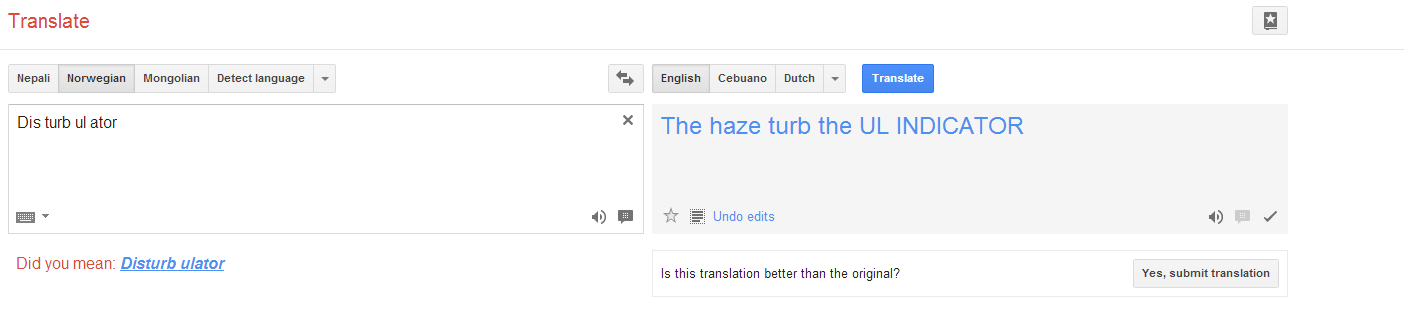 Translate
Nepali Norwegian Mongolian Detect language English Cebuano Dutch Translate
Dis turb ul ator
The haze turb the UL INDICATOR
Undo edits
Did you mean: Disturb ulator
Is this translation better than the original? Yes, submit translation